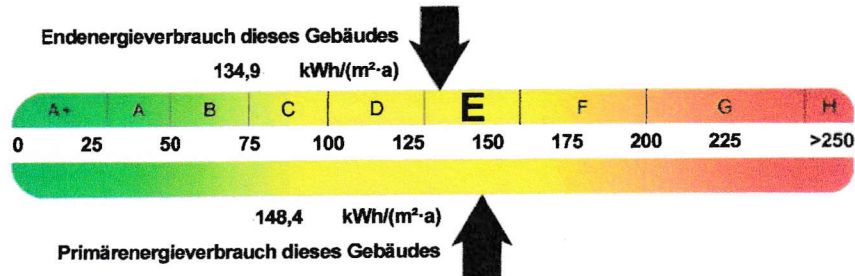 Endenergieverbrauch dieses Gebäudes
134,9 kWh/(m²·a)
A+ A B C D E F G H
0 25 50 75 100 125 150 175 200 225 >250
148,4 kWh/(m²·a)
Primärenergieverbrauch dieses Gebäudes